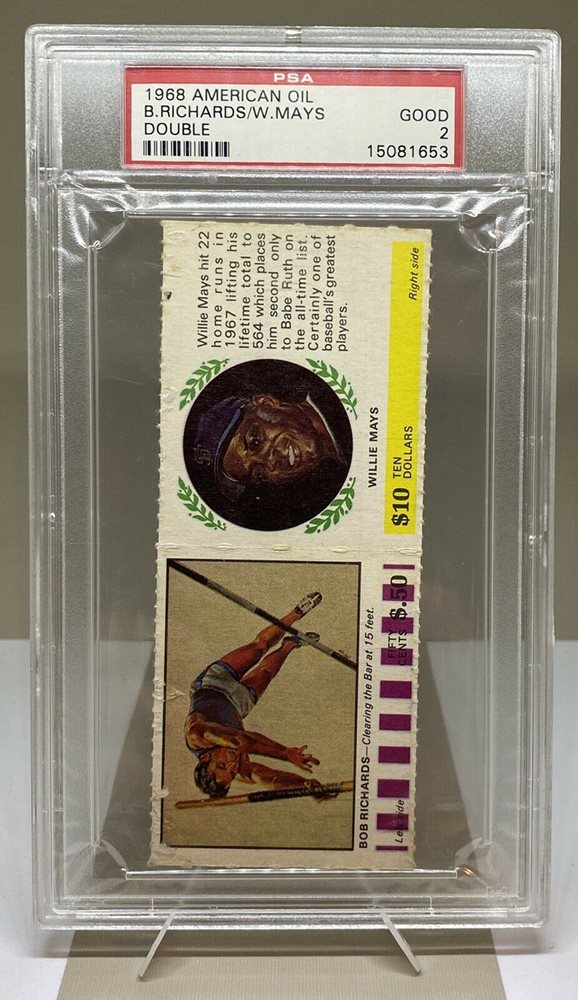 PSA
1968 AMERICAN OIL
B.RICHARDS/W.MAYS GOOD
DOUBLE 2
15081653
Willie Mays hit 22
home runs in
1967 lifting his
lifetime total to
564 which places
him second only
to Babe Ruth on
the all-time list.
Certainly one of
baseball's greatest
players.
SF
WILLIE MAYS
$10 TEN
DOLLARS
Right side
BOB RICHARDS—Clearing the Bar at 15 feet.
Left side
FIFTY
CENTS $.50